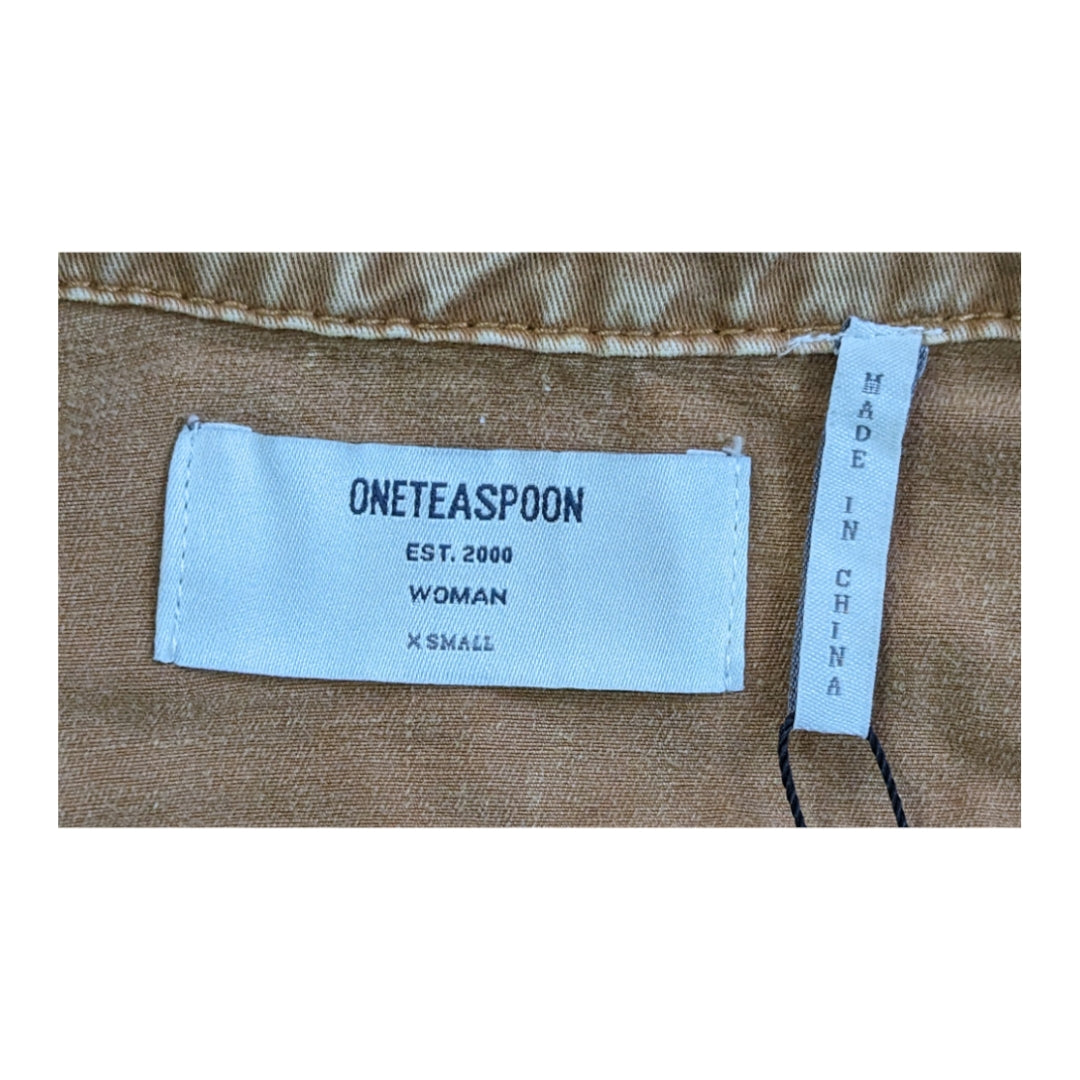 ONETEASPOON
EST. 2000
WOMAN
X SMALL
MADE IN CHINA